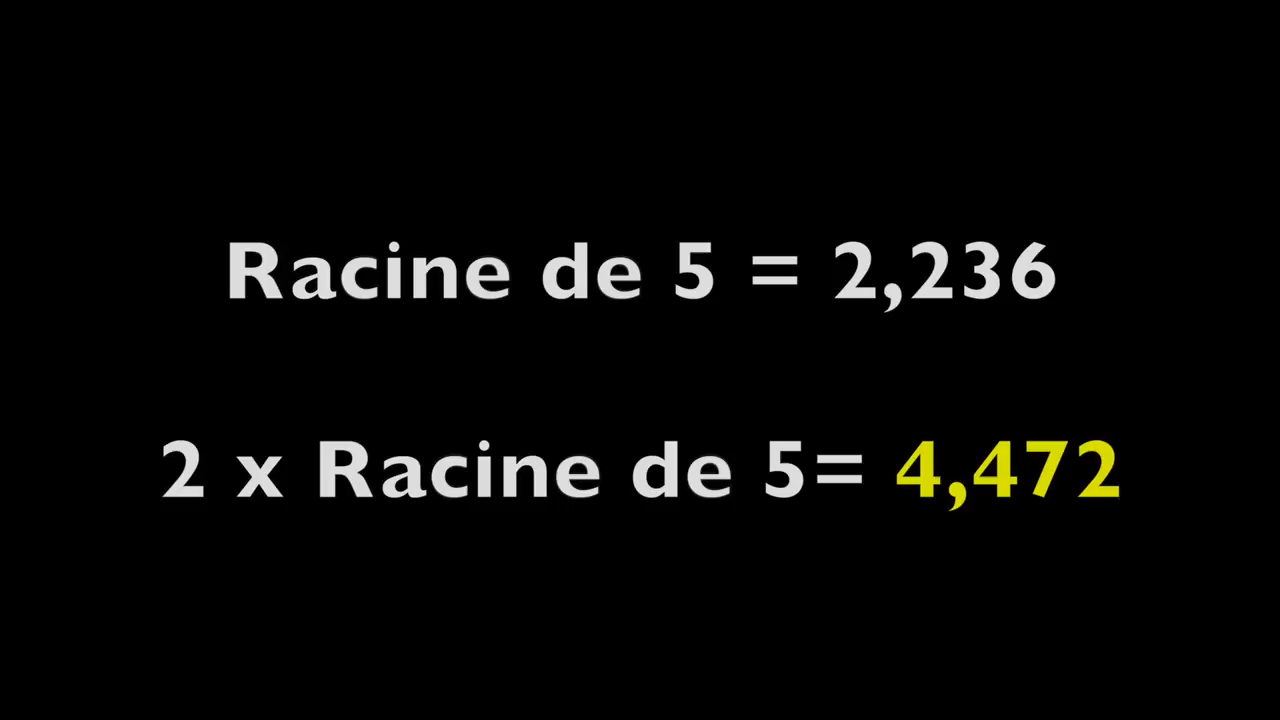 Racine de 5 = 2,236
2 x Racine de 5= 4,472